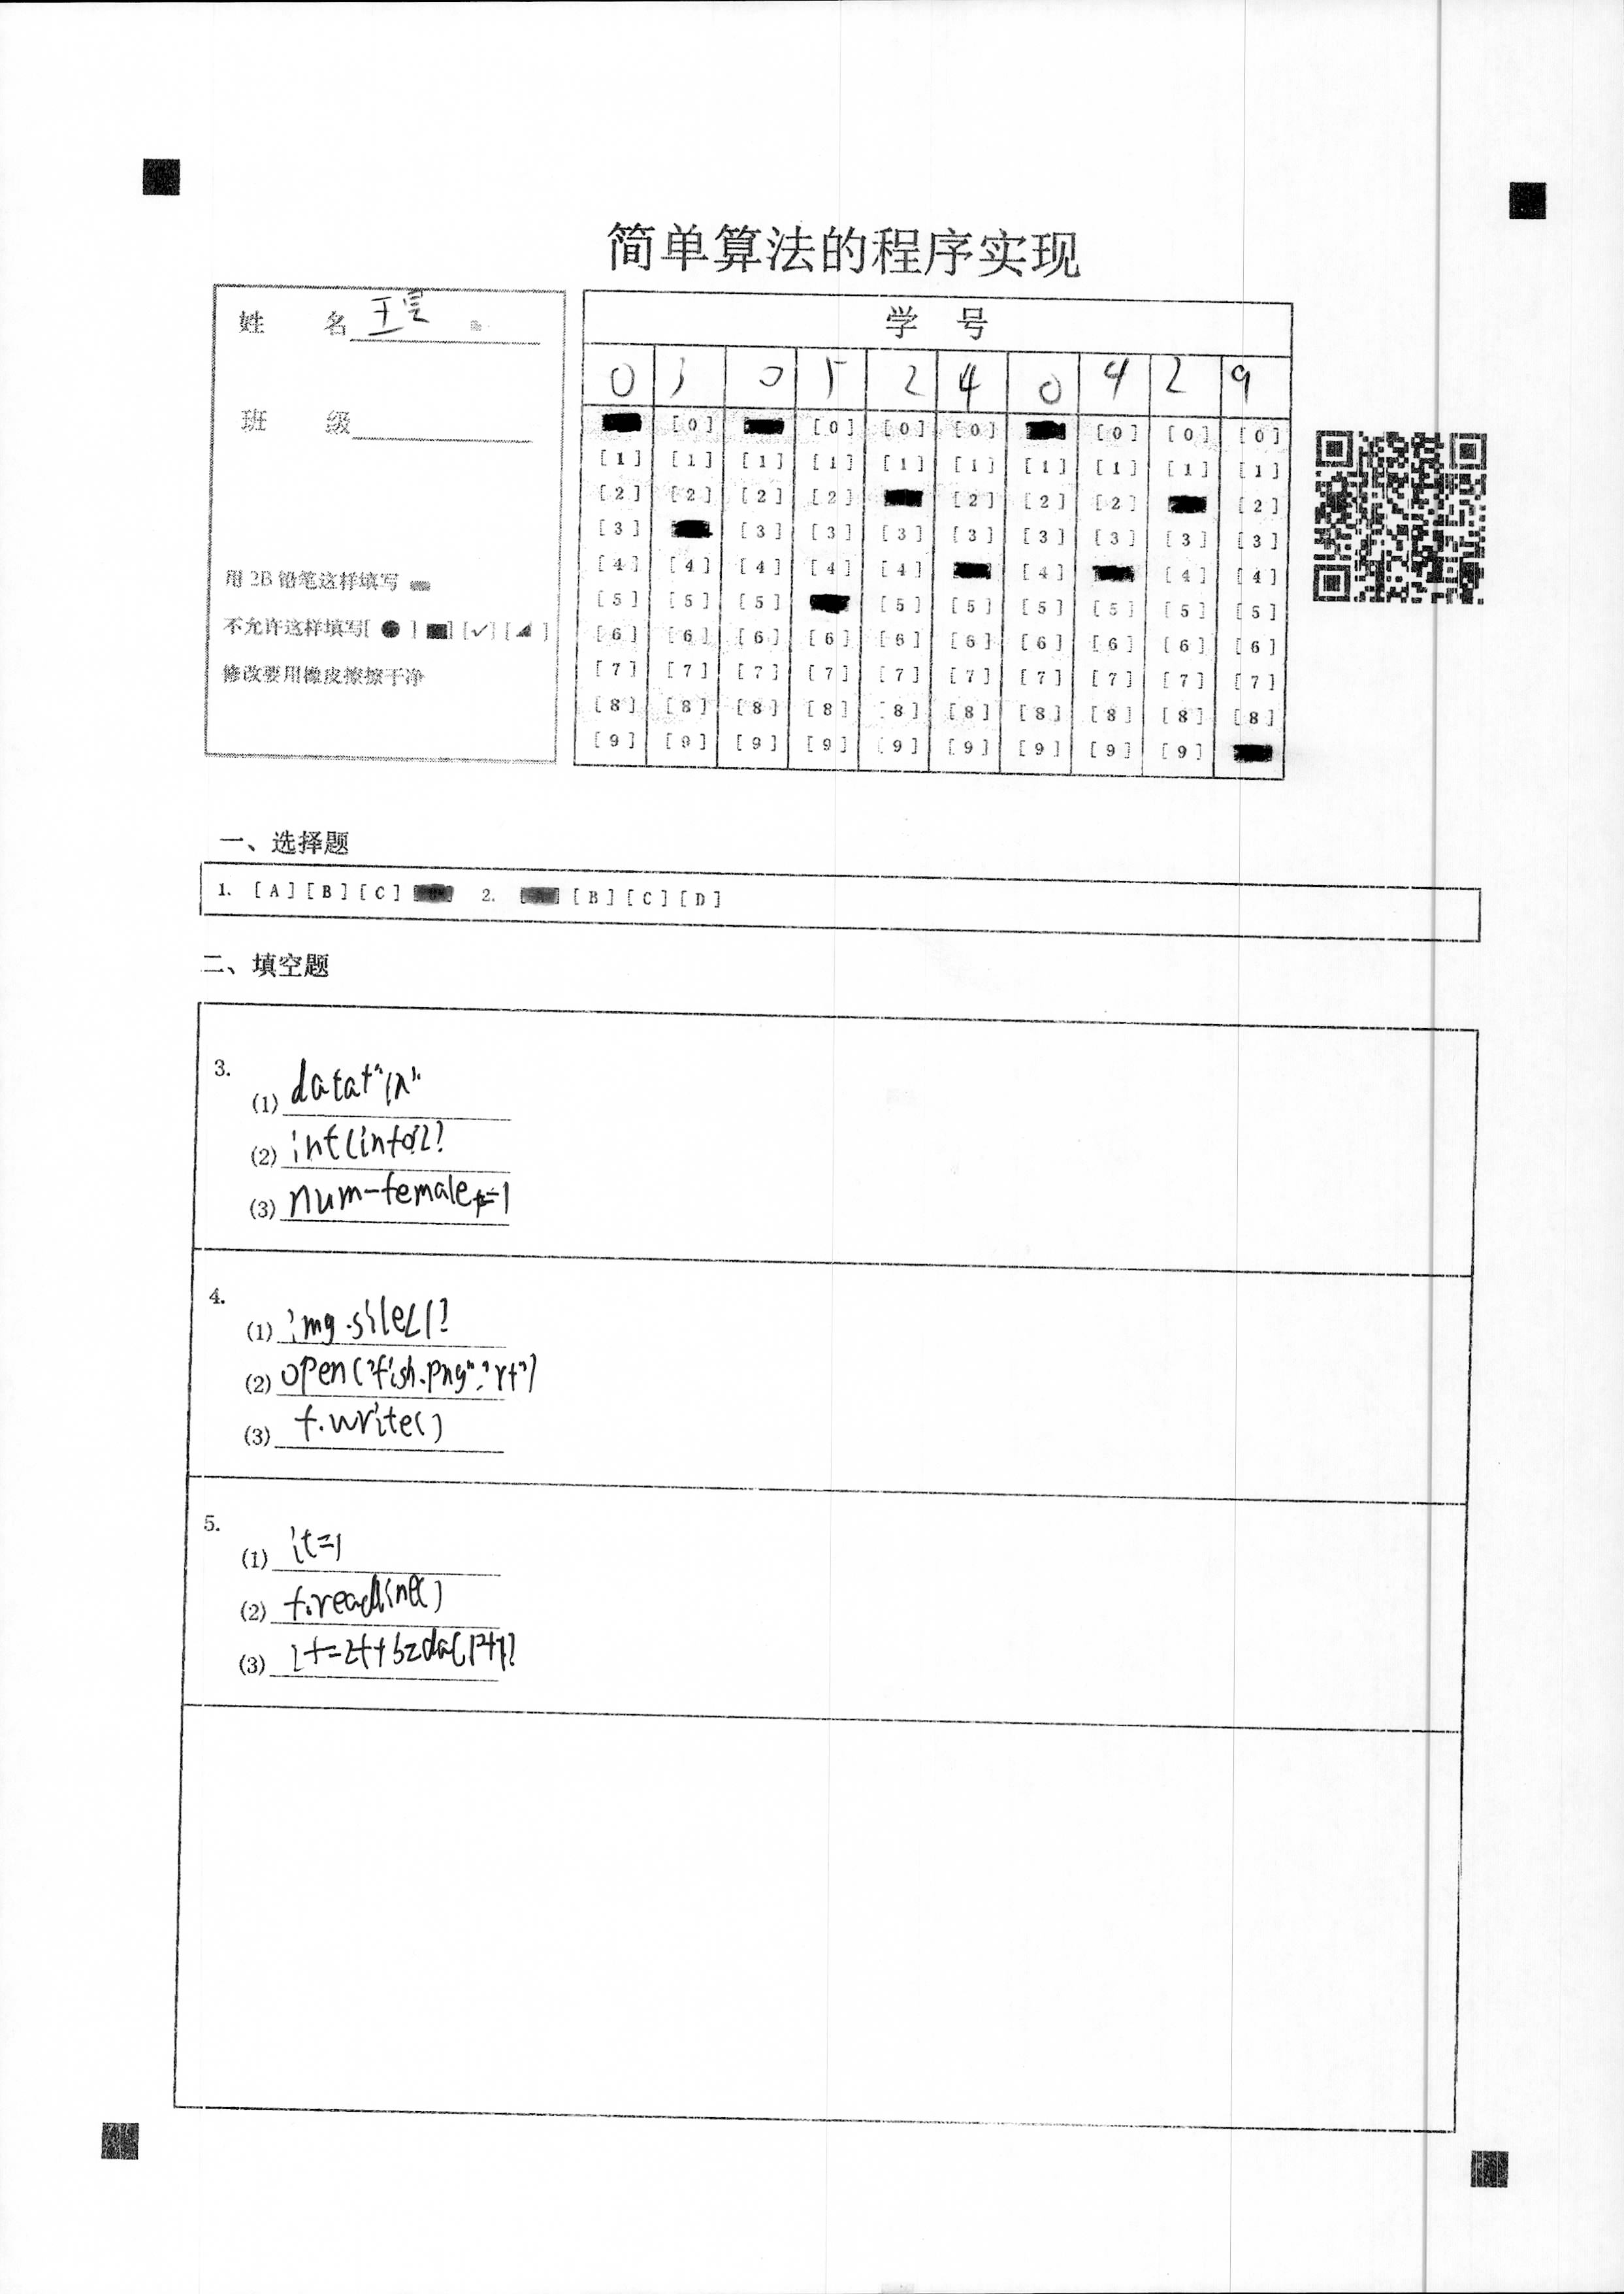 简单算法的程序实现
姓 名 王昱
学 号
0 3 0 5 2 4 0 4 2 9
班 级
[0] [0] [0] [0] [0] [0] [0]
[1] [1] [1] [1] [1] [1] [1] [1] [1] [1]
[2] [2] [2] [2] [2] [2] [2] [2]
[3] [3] [3] [3] [3] [3] [3] [3] [3]
[4] [4] [4] [4] [4] [4] [4] [4]
[5] [5] [5] [5] [5] [5] [5] [5] [5]
[6] [6] [6] [6] [6] [6] [6] [6] [6] [6]
[7] [7] [7] [7] [7] [7] [7] [7] [7] [7]
[8] [8] [8] [8] [8] [8] [8] [8] [8] [8]
[9] [9] [9] [9] [9] [9] [9] [9] [9]
用 2B 铅笔这样填写
不允许这样填写[ ● ] [■] [✓] [◢ ]
修改要用橡皮擦擦干净
一、选择题
1. [A] [B] [C] 2. [B] [C] [D]
二、填空题
3.
(1)
(2) int(info[2]
(3) num-female+=1
4.
(1)
(2) open("fish.png","r+")
(3) f.write()
5.
(1) it=1
(2) f.readline()
(3)